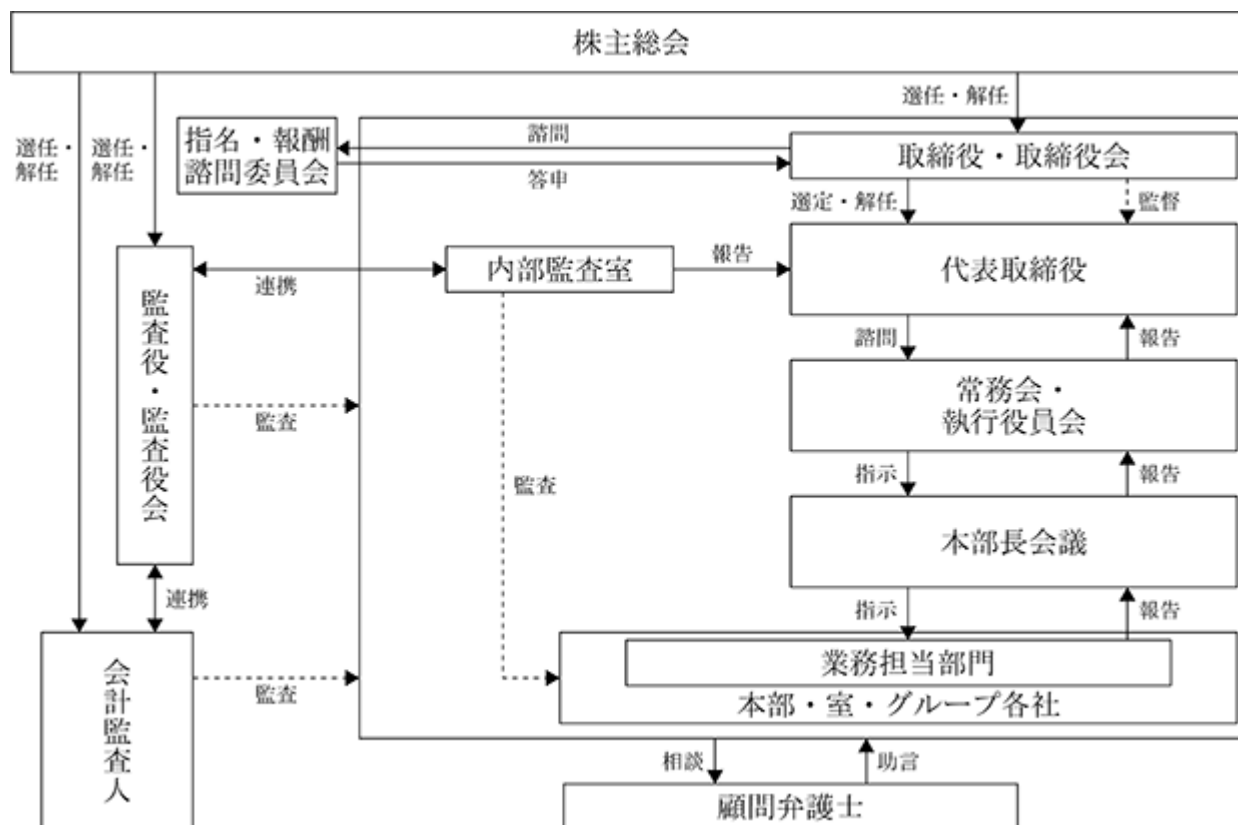 株主総会
選任・
解任
選任・
解任
選任・解任
指名・報酬
諮問委員会
諮問
答申
取締役・取締役会
選定・解任
監督
監査役・監査役会
連携
内部監査室
報告
代表取締役
諮問
報告
監査
常務会・
執行役員会
監査
指示
報告
本部長会議
連携
指示
報告
会計監査人
監査
業務担当部門
本部・室・グループ各社
相談
助言
顧問弁護士